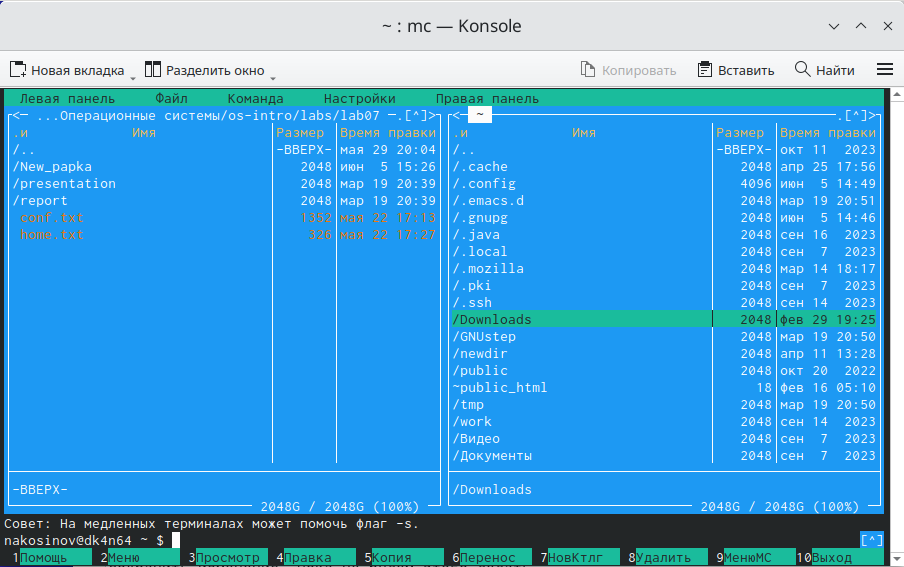 ~ : mc — Konsole
Новая вкладка Разделить окно Копировать Вставить Найти
Левая панель Файл Команда Настройки Правая панель
<— ...Операционные системы/os-intro/labs/lab07 —.[^]>
.и Имя Размер Время правки
/.. -ВВЕРХ- мая 29 20:04
/New_papka 2048 июн 5 15:26
/presentation 2048 мар 19 20:39
/report 2048 мар 19 20:39
conf.txt 1352 мая 22 17:13
home.txt 326 мая 22 17:27
-ВВЕРХ-
2048G / 2048G (100%)
<— ~ .[^]>
.и Имя Размер Время правки
/.. -ВВЕРХ- окт 11 2023
/.cache 2048 апр 25 17:56
/.config 4096 июн 5 14:49
/.emacs.d 2048 мар 19 20:51
/.gnupg 2048 июн 5 14:46
/.java 2048 сен 16 2023
/.local 2048 сен 7 2023
/.mozilla 2048 мар 14 18:17
/.pki 2048 сен 7 2023
/.ssh 2048 сен 14 2023
/Downloads 2048 фев 29 19:25
/GNUstep 2048 мар 19 20:50
/newdir 2048 апр 11 13:28
/public 2048 окт 20 2022
~public_html 18 фев 16 05:10
/tmp 2048 мар 19 20:50
/work 2048 сен 14 2023
/Видео 2048 сен 7 2023
/Документы 2048 сен 7 2023
/Downloads
2048G / 2048G (100%)
Совет: На медленных терминалах может помочь флаг -s.
nakosinov@dk4n64 ~ $ [^]
1Помощь 2Меню 3Просмотр 4Правка 5Копия 6Перенос 7НовКтлг 8Удалить 9МенюMC 10Выход